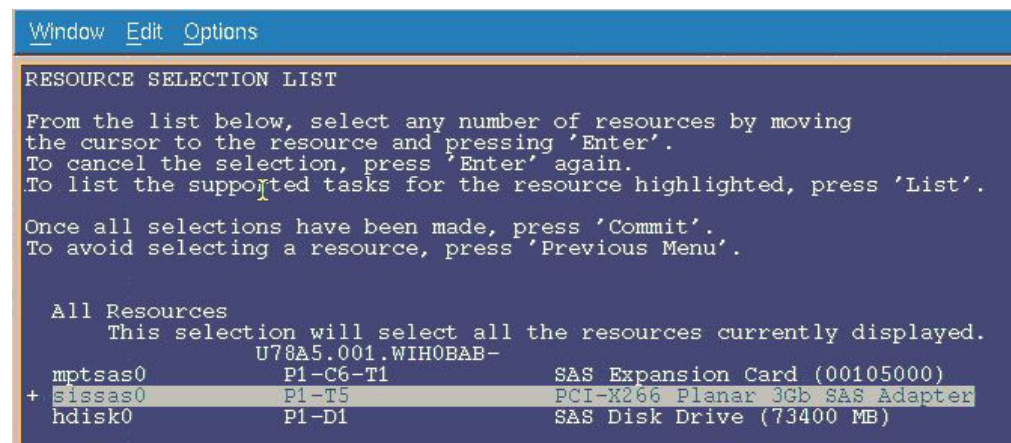 Window Edit Options
RESOURCE SELECTION LIST
From the list below, select any number of resources by moving
the cursor to the resource and pressing 'Enter'.
To cancel the selection, press 'Enter' again.
To list the supported tasks for the resource highlighted, press 'List'.
Once all selections have been made, press 'Commit'.
To avoid selecting a resource, press 'Previous Menu'.
All Resources
This selection will select all the resources currently displayed.
U78A5.001.WIH0BAB-
mptsas0 P1-C6-T1 SAS Expansion Card (00105000)
+ sissas0 P1-T5 PCI-X266 Planar 3Gb SAS Adapter
hdisk0 P1-D1 SAS Disk Drive (73400 MB)